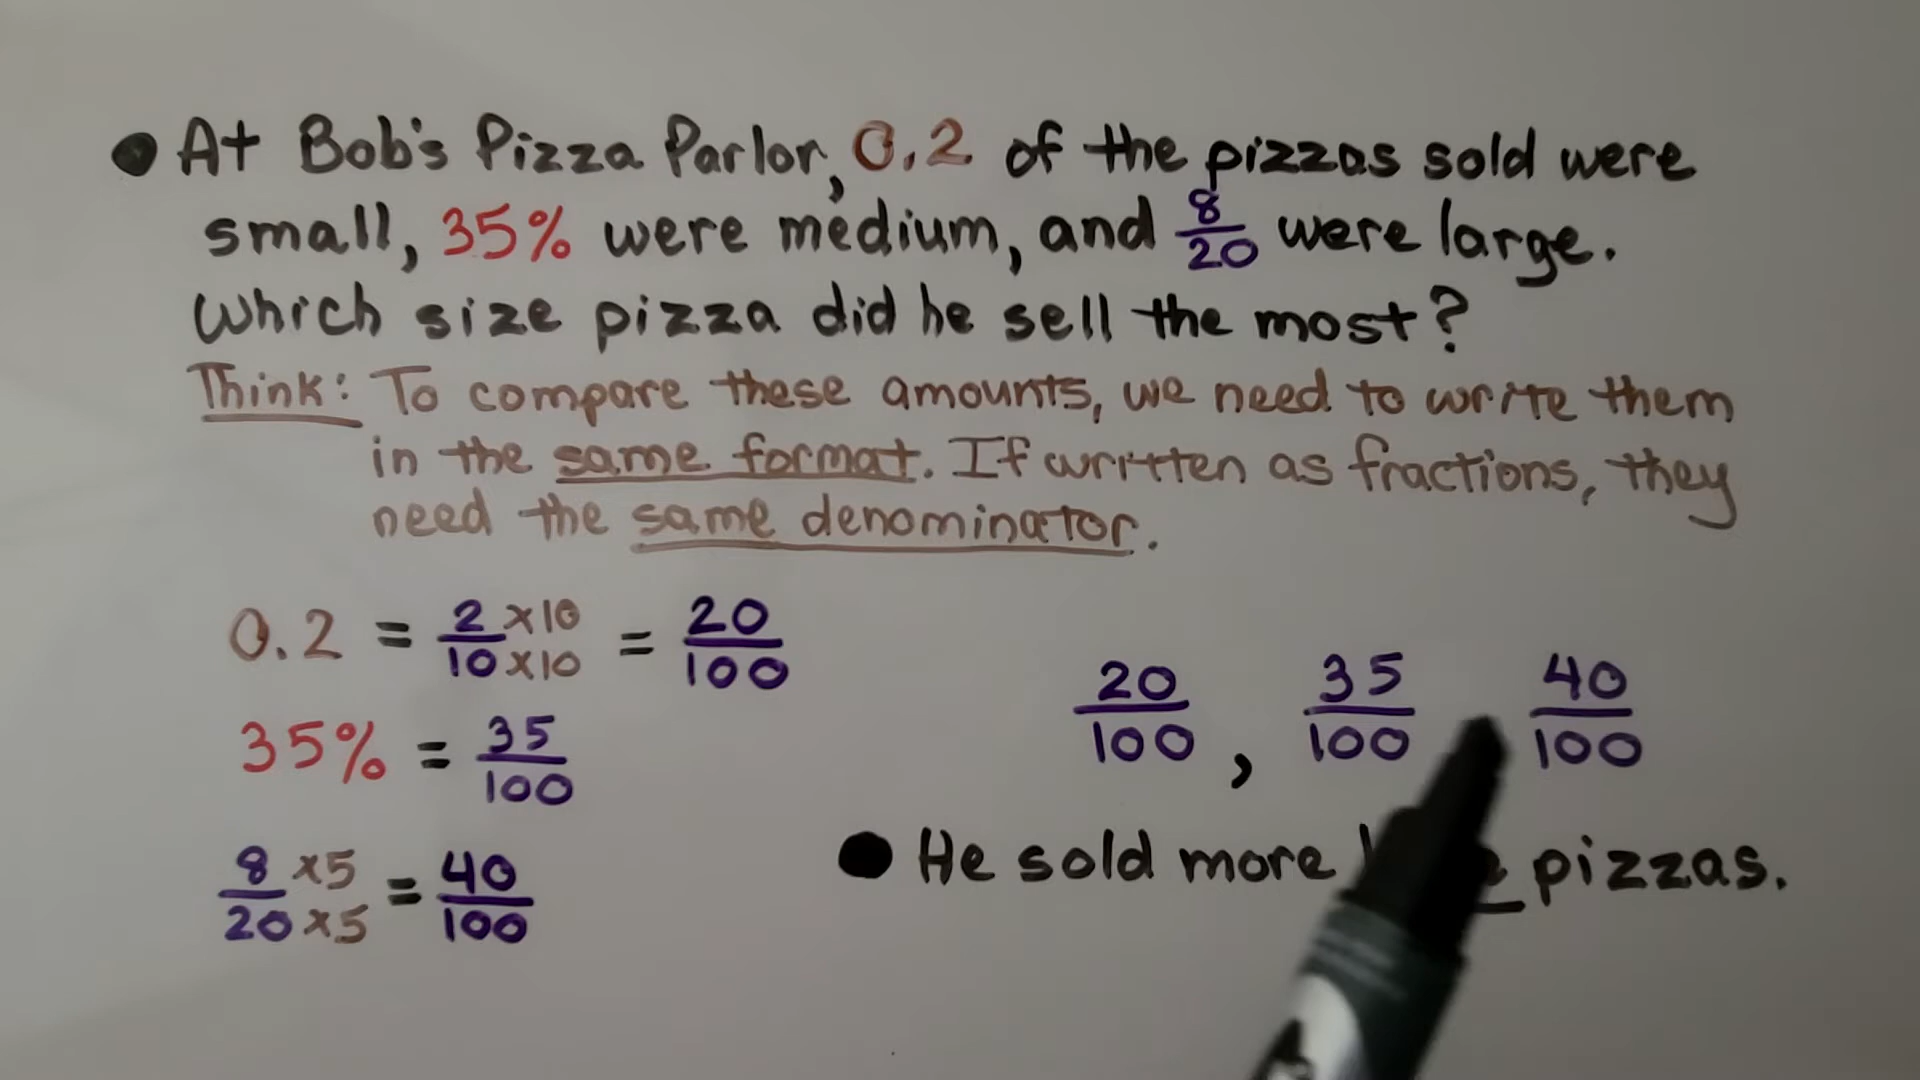 At Bob's Pizza Parlor, 0.2 of the pizzas sold were
small, 35% were medium, and 8/20 were large.
Which size pizza did he sell the most?
Think: To compare these amounts, we need to write them
in the same format. If written as fractions, they
need the same denominator.
0.2 = 2/10 ×10/×10 = 20/100
35% = 35/100
8/20 ×5/×5 = 40/100
20/100, 35/100 40/100
He sold more pizzas.